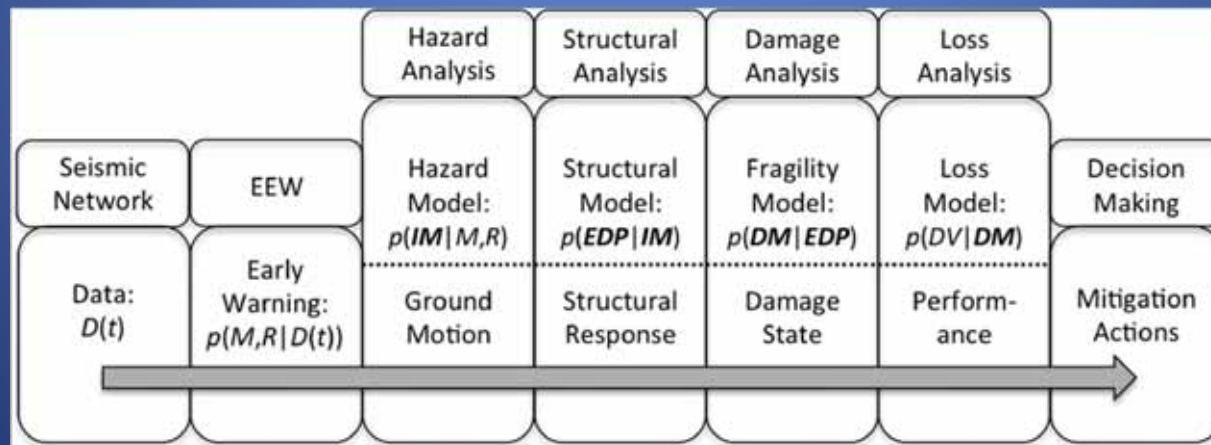 Seismic
Network
Data:
D(t)
EEW
Early
Warning:
p(M,R|D(t))
Hazard
Analysis
Hazard
Model:
p(IM|M,R)
Ground
Motion
Structural
Analysis
Structural
Model:
p(EDP|IM)
Structural
Response
Damage
Analysis
Fragility
Model:
p(DM|EDP)
Damage
State
Loss
Analysis
Loss
Model:
p(DV|DM)
Perform-
ance
Decision
Making
Mitigation
Actions